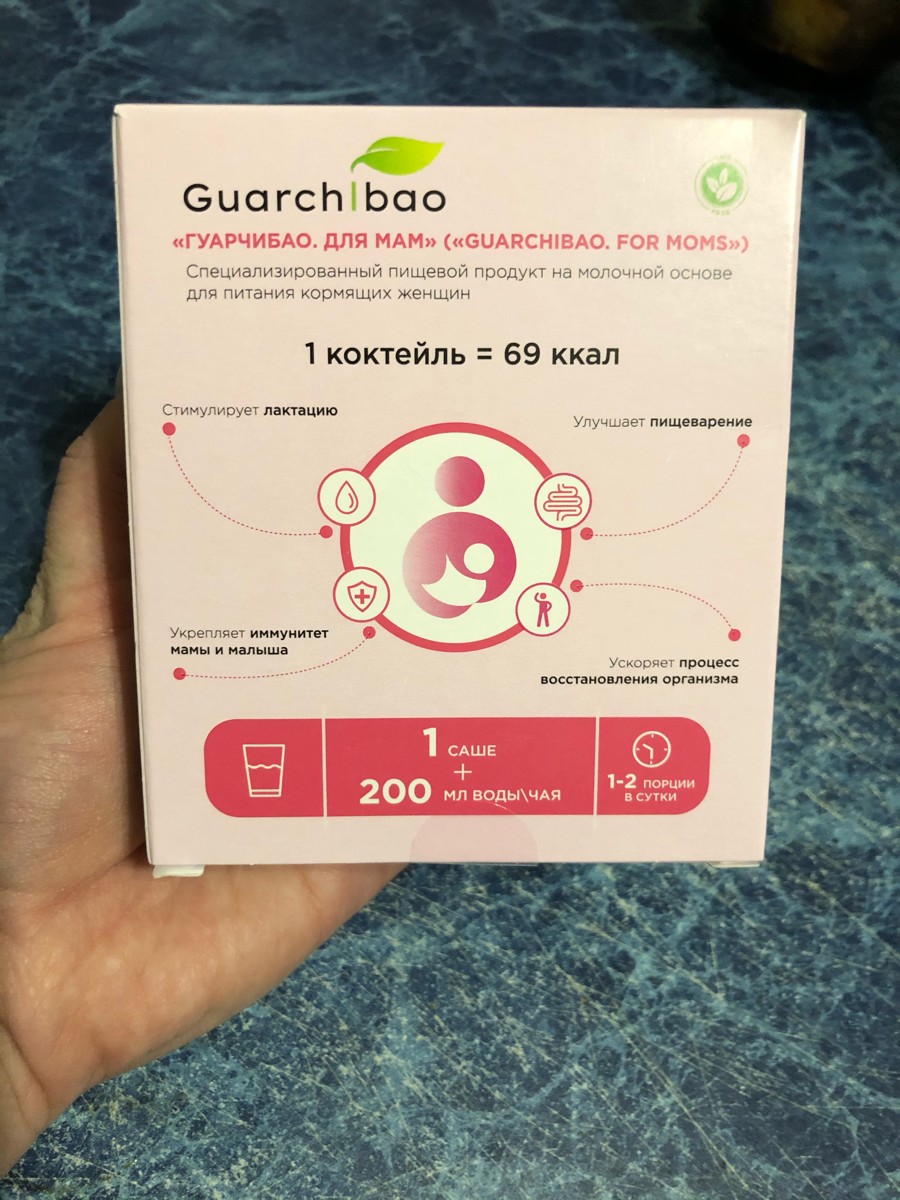 Guarchibao
«ГУАРЧИБАО. ДЛЯ МАМ» («GUARCHIBAO. FOR MOMS»)
Специализированный пищевой продукт на молочной основе
для питания кормящих женщин
1 коктейль = 69 ккал
Стимулирует лактацию
Улучшает пищеварение
Укрепляет иммунитет
мамы и малыша
Ускоряет процесс
восстановления организма
1 САШЕ
+
200 МЛ ВОДЫ\ЧАЯ
1-2 ПОРЦИИ
В СУТКИ